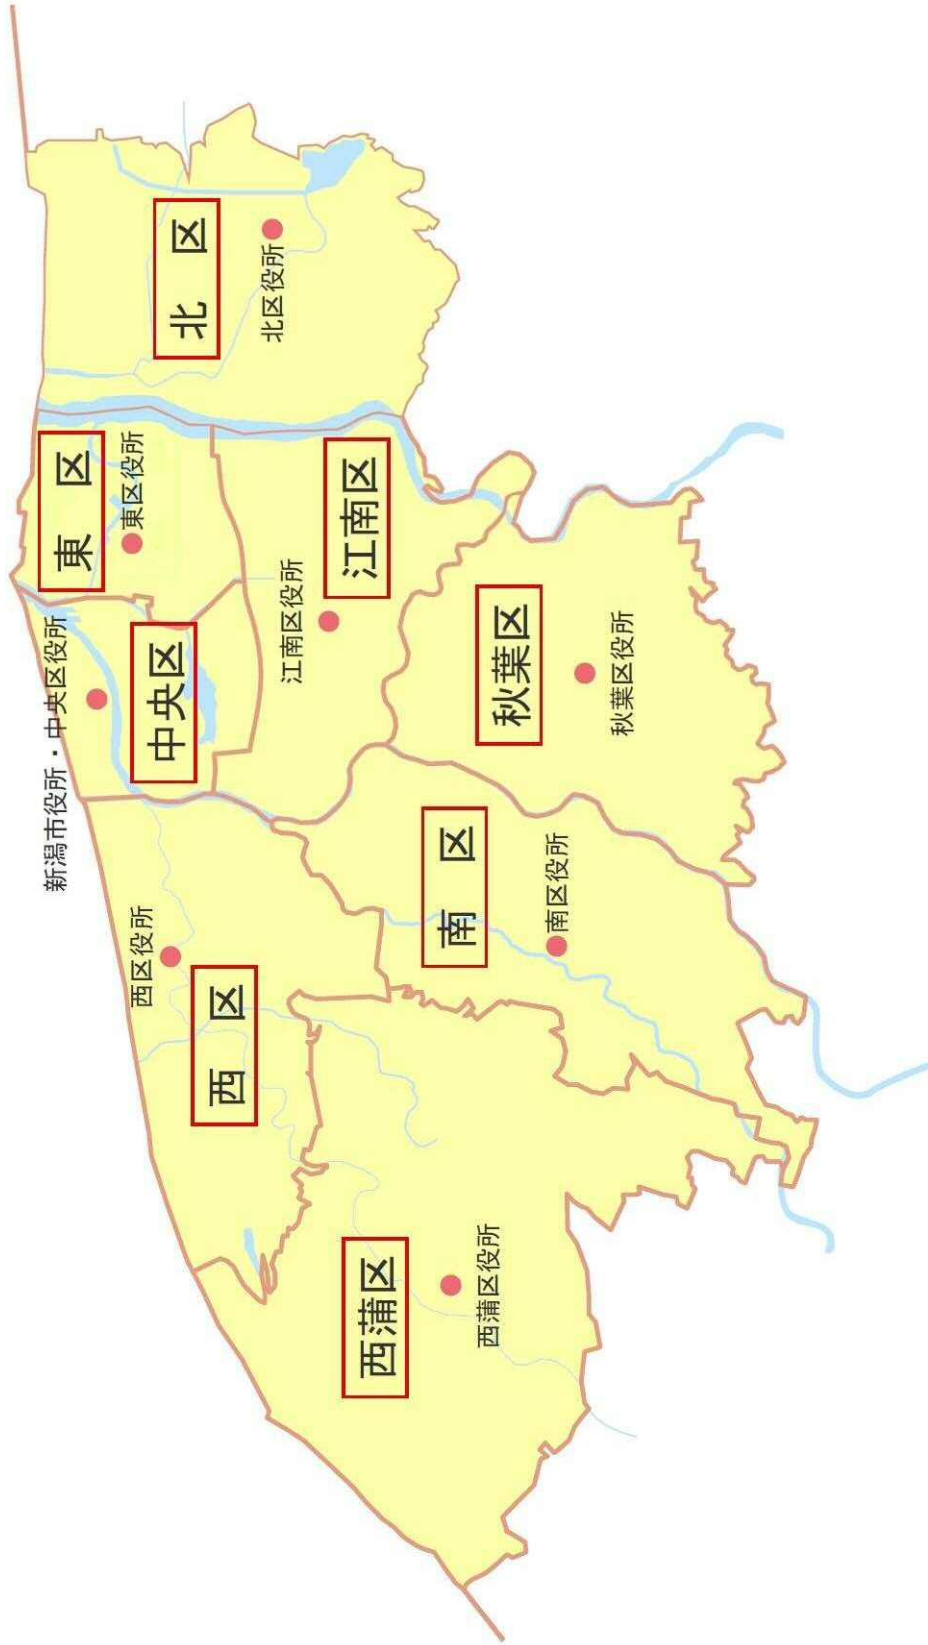 北　区
北区役所
東　区
東区役所
新潟市役所・中央区役所
中央区
江南区
江南区役所
秋葉区
秋葉区役所
南　区
南区役所
西区役所
西　区
西蒲区
西蒲区役所